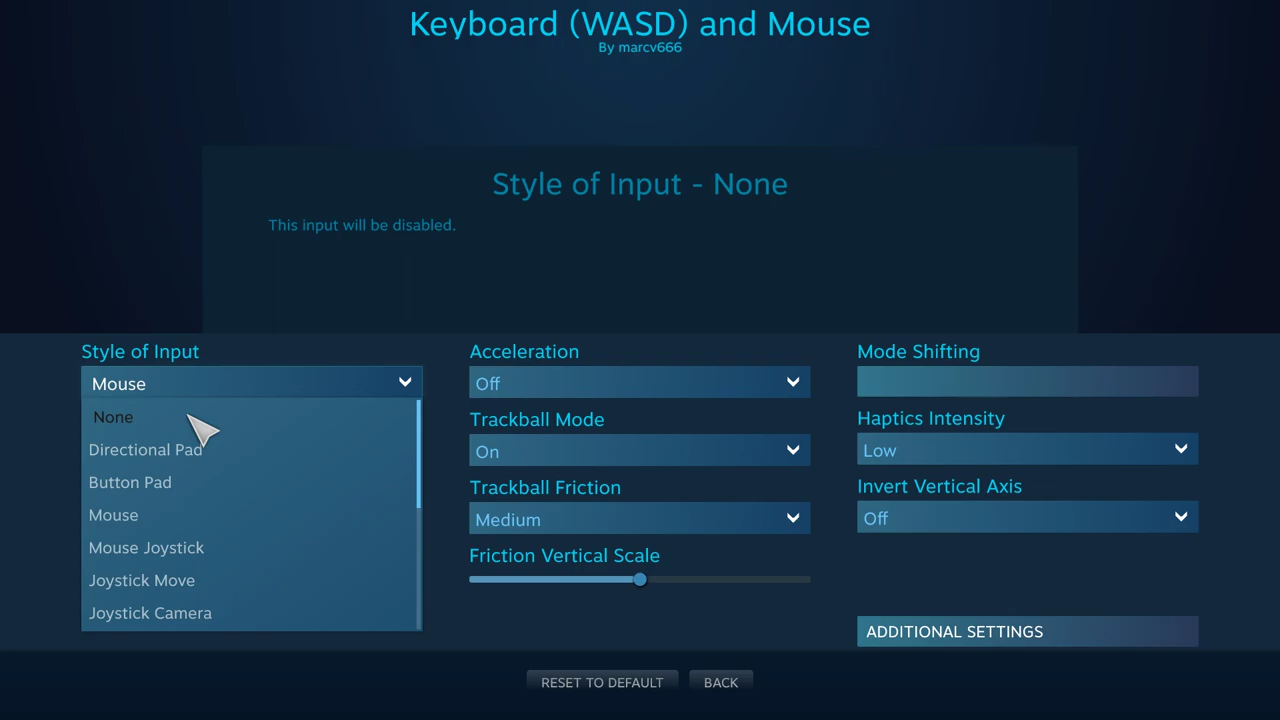 Keyboard (WASD) and Mouse
By marcv666
Style of Input - None
This input will be disabled.
Style of Input
Mouse
None
Directional Pad
Button Pad
Mouse
Mouse Joystick
Joystick Move
Joystick Camera
Acceleration
Off
Trackball Mode
On
Trackball Friction
Medium
Friction Vertical Scale
Mode Shifting
Haptics Intensity
Low
Invert Vertical Axis
Off
ADDITIONAL SETTINGS
RESET TO DEFAULT
BACK